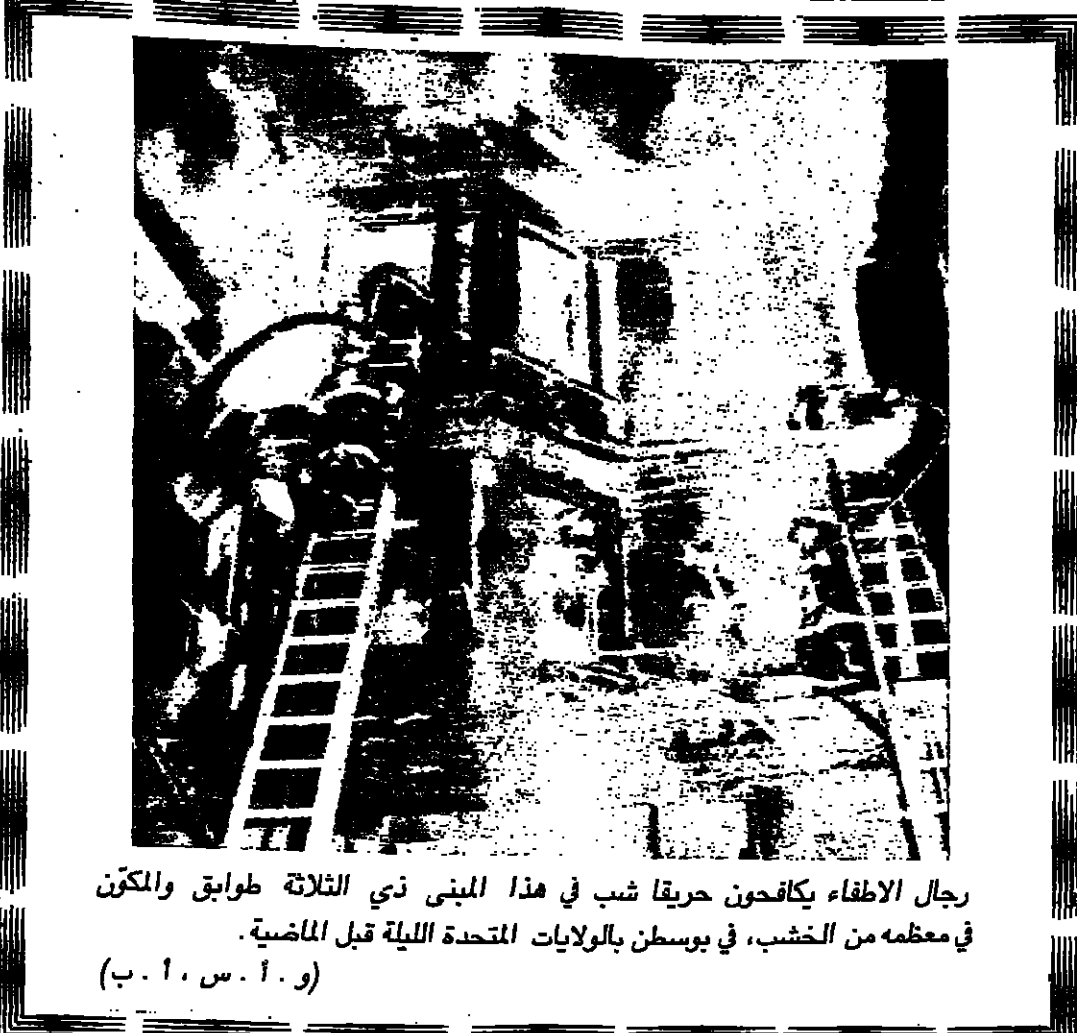 رجال الاطفاء يكافحون حريقا شب في هذا المبنى ذي الثلاثة طوابق والمكوّن
في معظمه من الخشب، في بوسطن بالولايات المتحدة الليلة قبل الماضية.
(و . أ . س ، أ . ب)